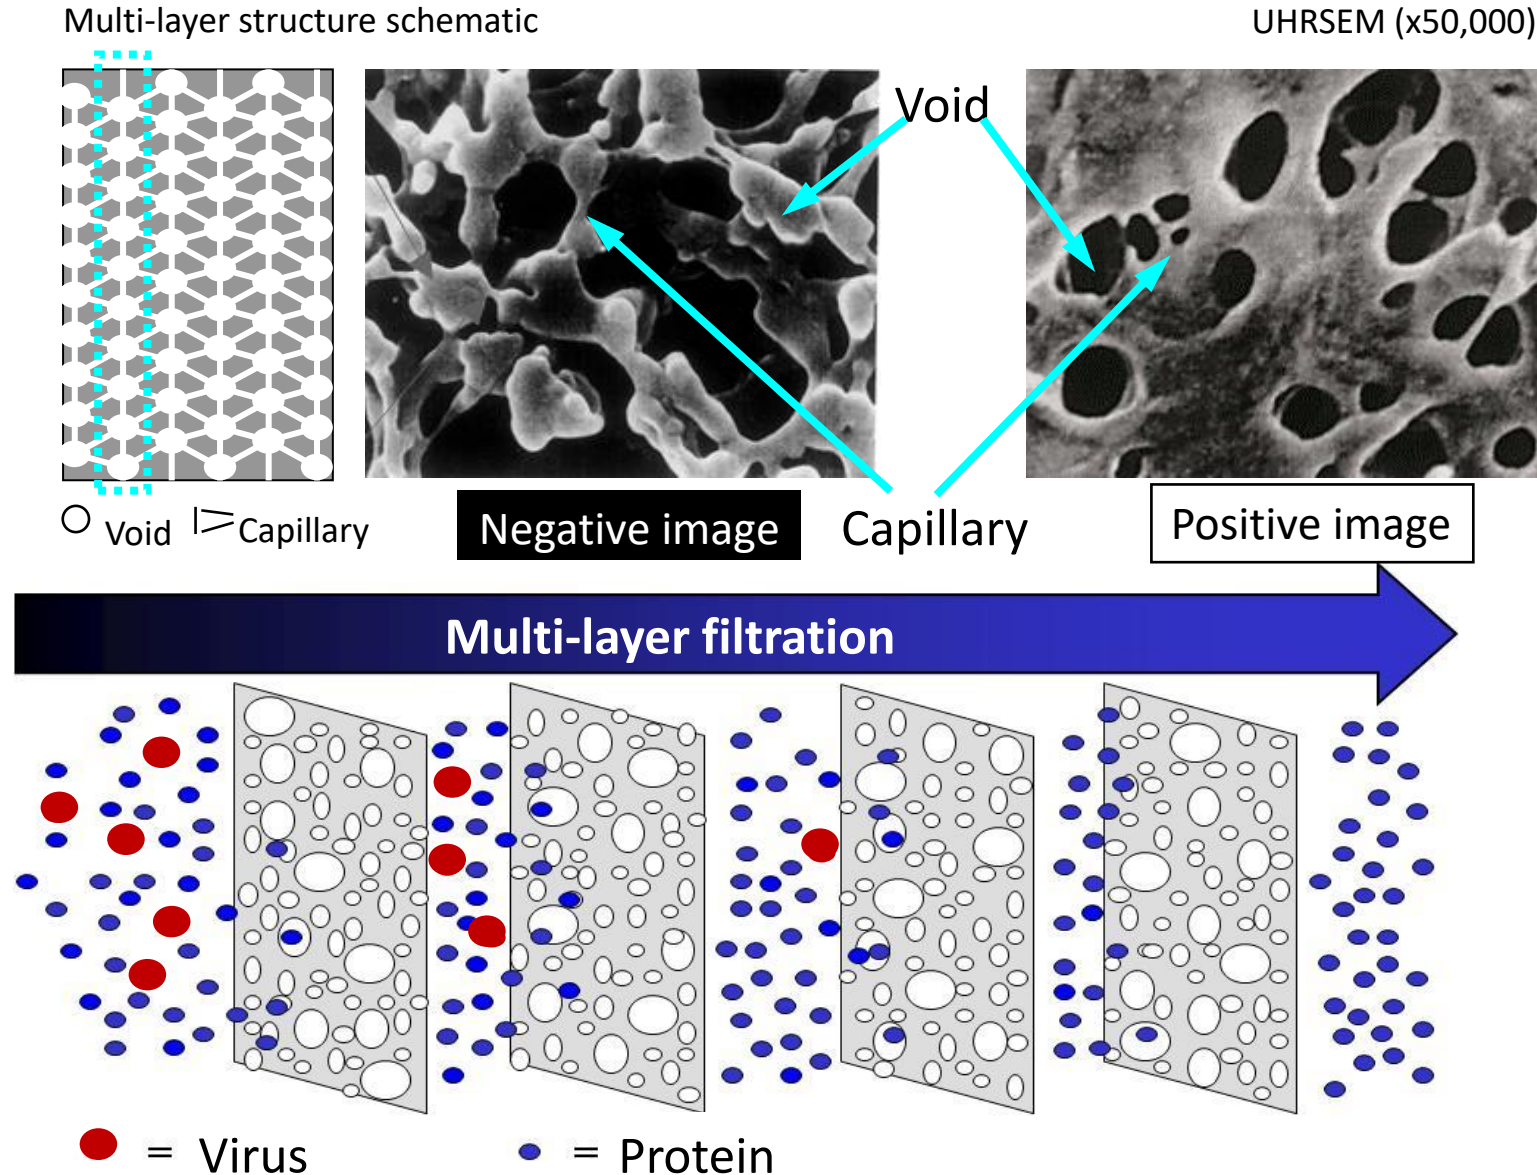 Multi-layer structure schematic
UHRSEM (x50,000)
Void
Void
Capillary
Negative image
Capillary
Positive image
Multi-layer filtration
= Virus
= Protein